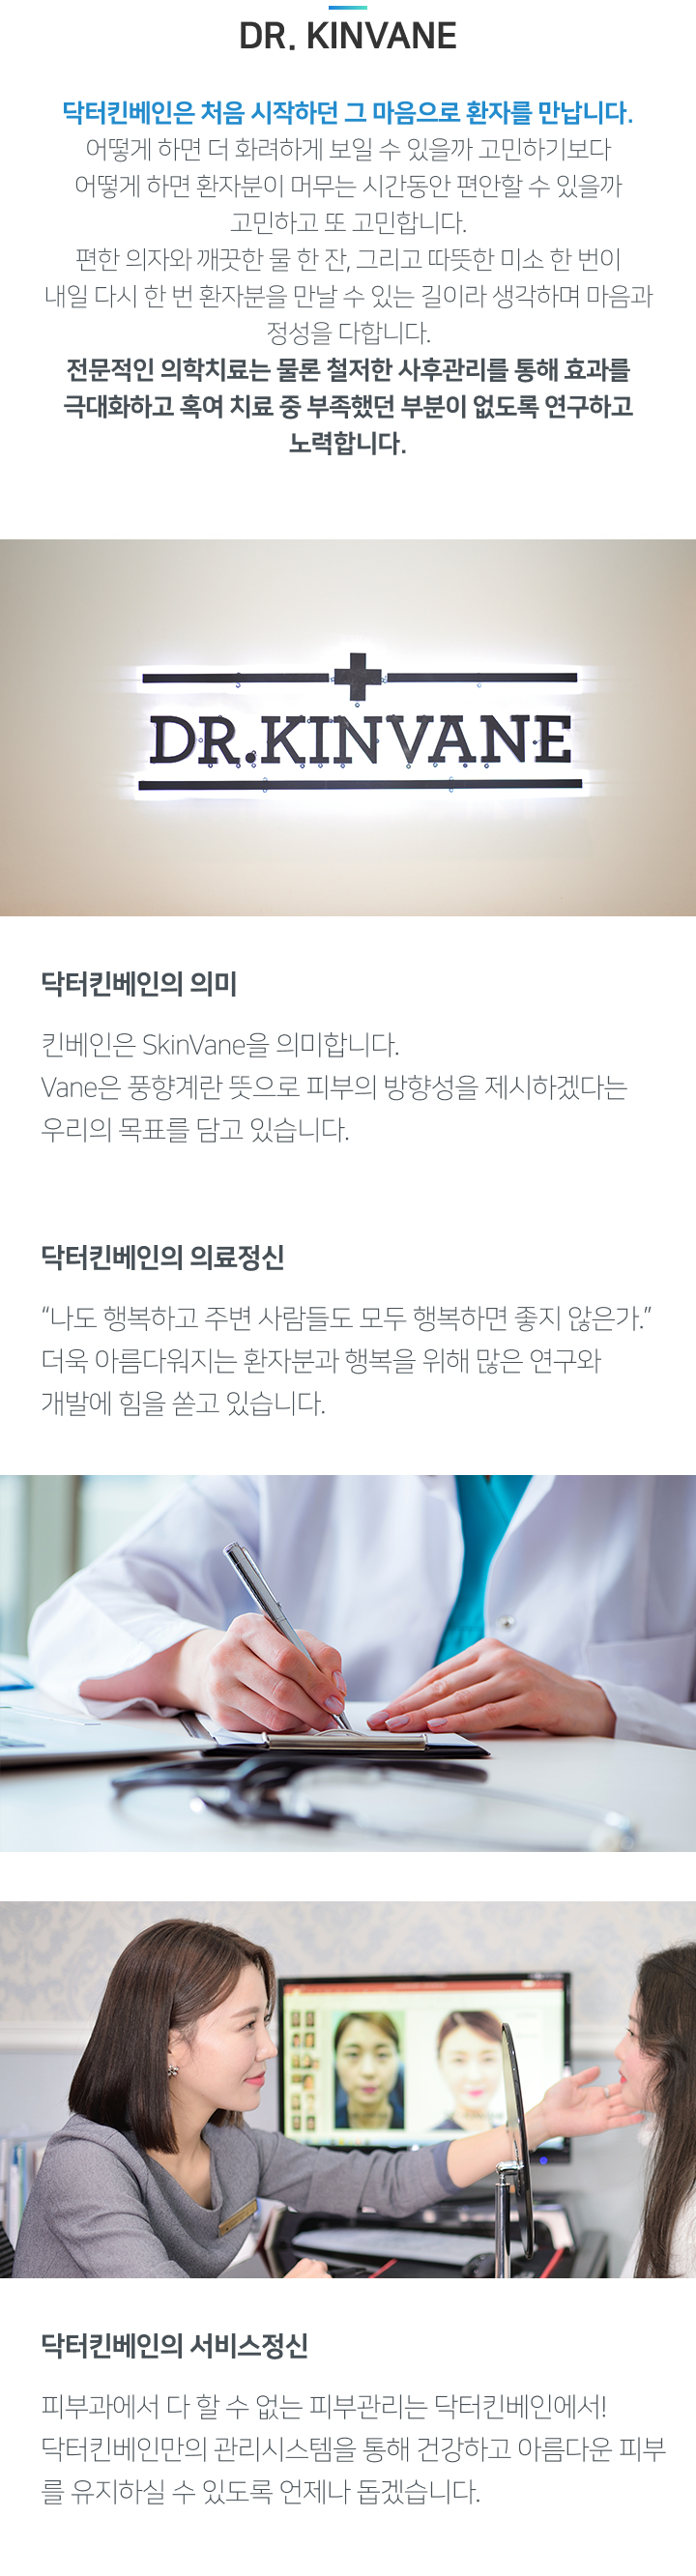 DR. KINVANE
닥터킨베인은 처음 시작하던 그 마음으로 환자를 만납니다.
어떻게 하면 더 화려하게 보일 수 있을까 고민하기보다
어떻게 하면 환자분이 머무는 시간동안 편안할 수 있을까
고민하고 또 고민합니다.
편한 의자와 깨끗한 물 한 잔, 그리고 따뜻한 미소 한 번이
내일 다시 한 번 환자분을 만날 수 있는 길이라 생각하며 마음과
정성을 다합니다.
전문적인 의학치료는 물론 철저한 사후관리를 통해 효과를
극대화하고 혹여 치료 중 부족했던 부분이 없도록 연구하고
노력합니다.
DR.KINVANE
닥터킨베인의 의미
킨베인은 SkinVane을 의미합니다.
Vane은 풍향계란 뜻으로 피부의 방향성을 제시하겠다는
우리의 목표를 담고 있습니다.
닥터킨베인의 의료정신
“나도 행복하고 주변 사람들도 모두 행복하면 좋지 않은가.”
더욱 아름다워지는 환자분과 행복을 위해 많은 연구와
개발에 힘을 쏟고 있습니다.
닥터킨베인의 서비스정신
피부과에서 다 할 수 없는 피부관리는 닥터킨베인에서!
닥터킨베인만의 관리시스템을 통해 건강하고 아름다운 피부
를 유지하실 수 있도록 언제나 돕겠습니다.